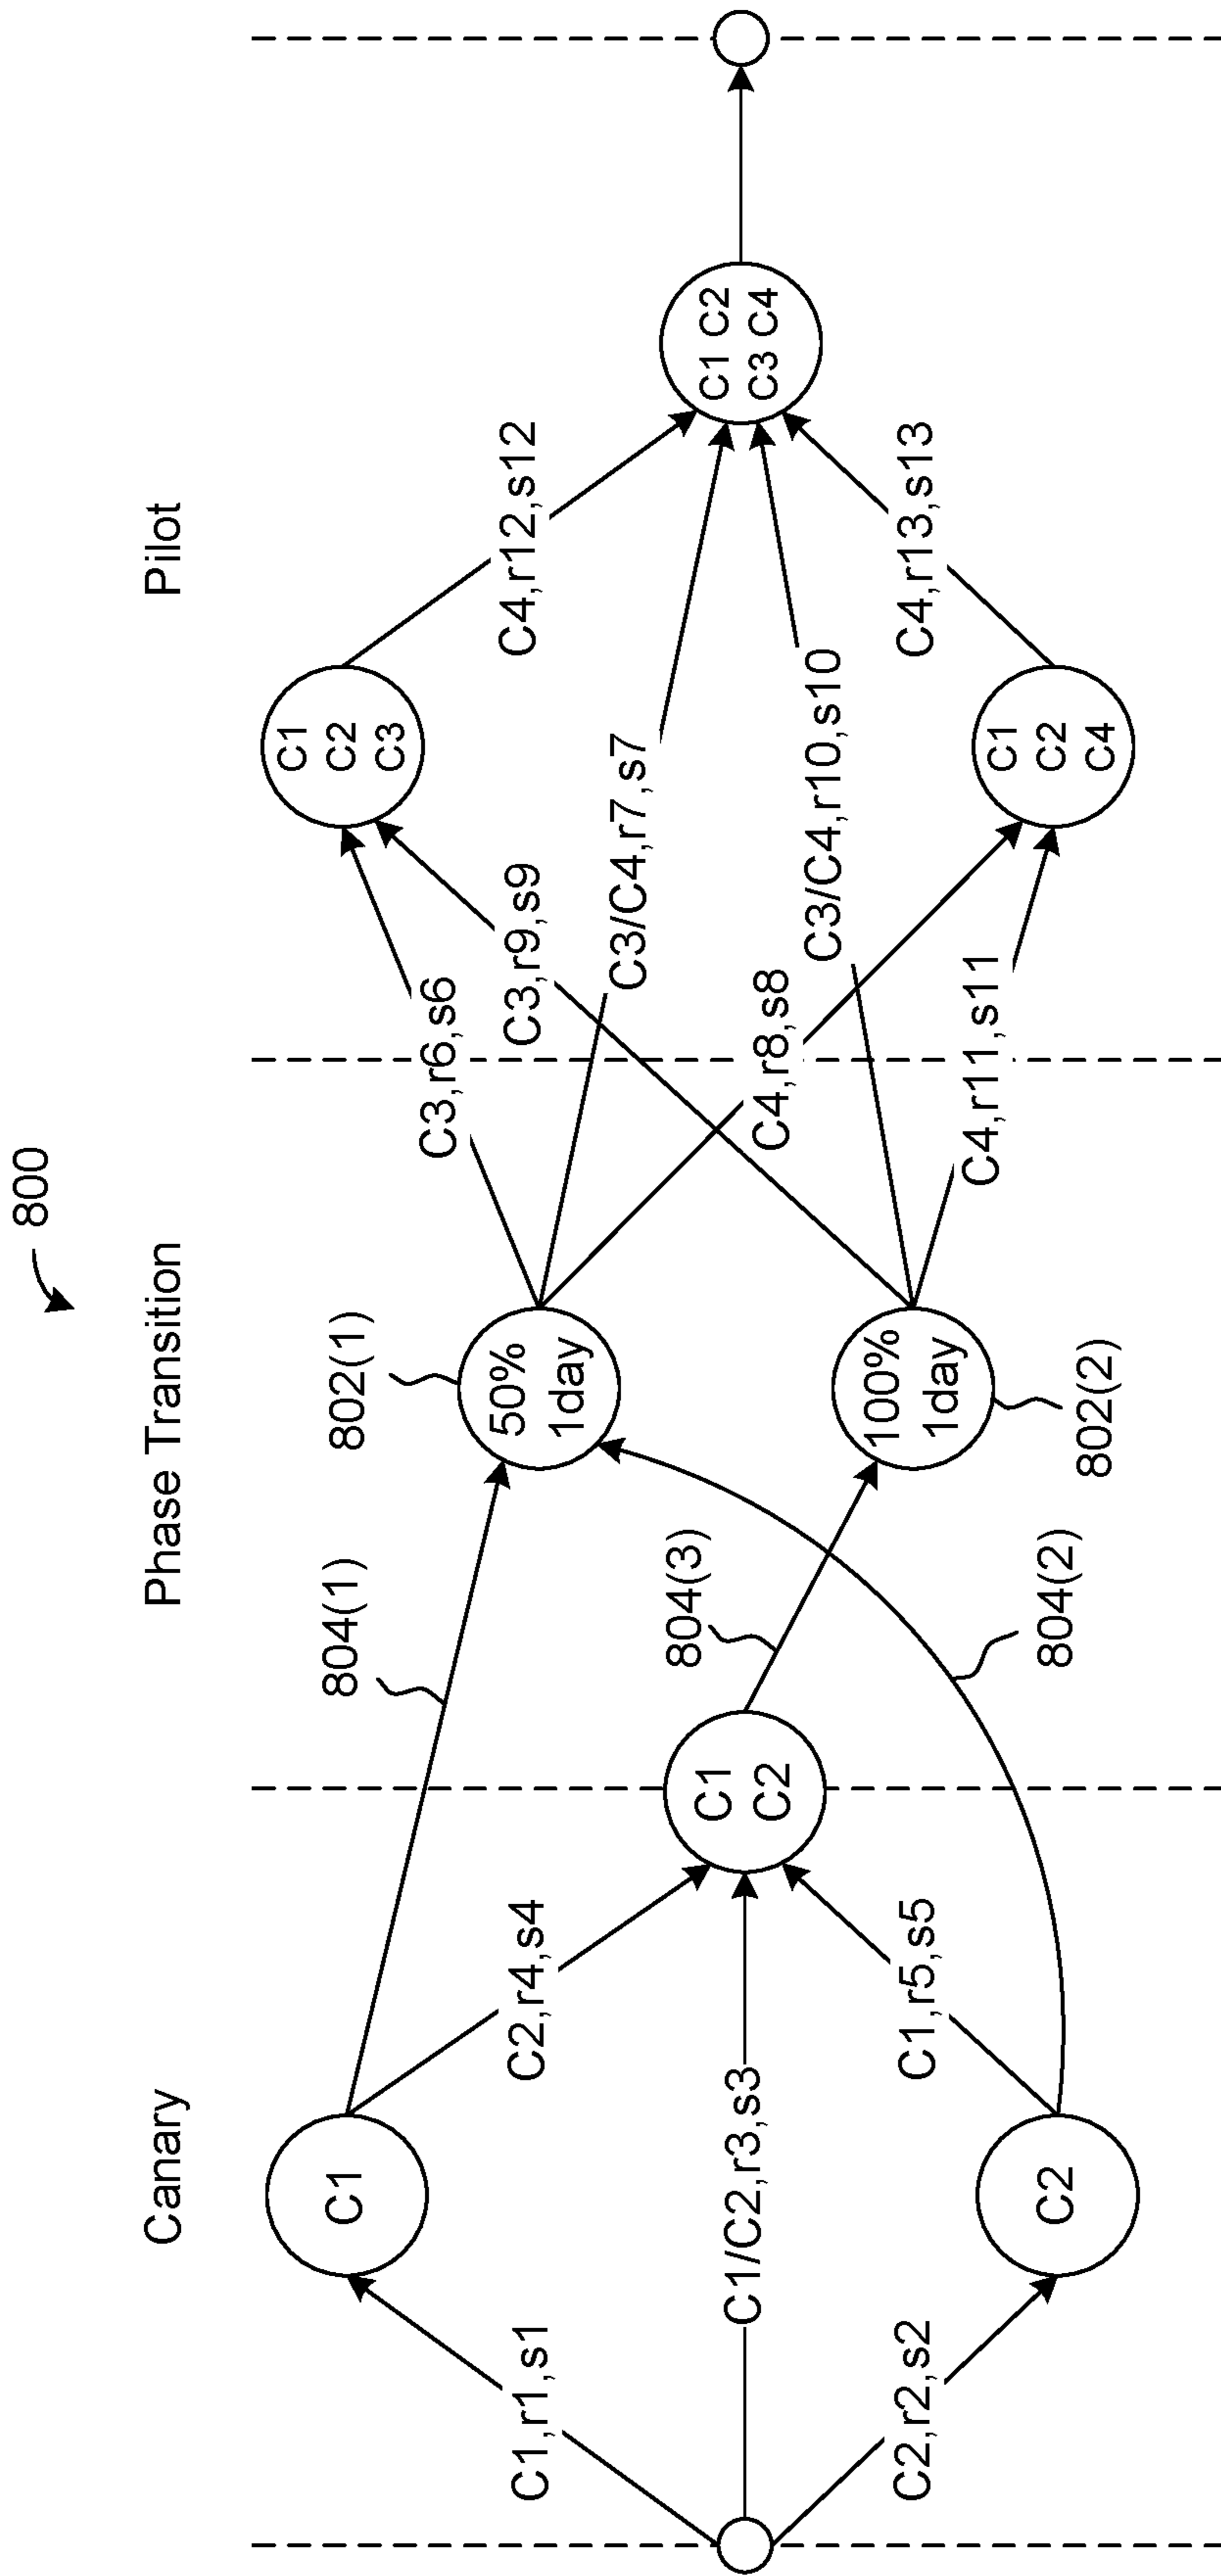 800
Canary
Phase Transition
Pilot
C1,r1,s1
C1
C2,r4,s4
804(1)
802(1)
50%
1day
C3,r6,s6
C3,r9,s9
C1
C2
C3
C4,r12,s12
C1/C2,r3,s3
C1
C2
804(3)
C3/C4,r7,s7
C4,r8,s8
C3/C4,r10,s10
C1 C2
C3 C4
C2,r2,s2
C2
C1,r5,s5
804(2)
100%
1day
802(2)
C4,r11,s11
C1
C2
C4
C4,r13,s13